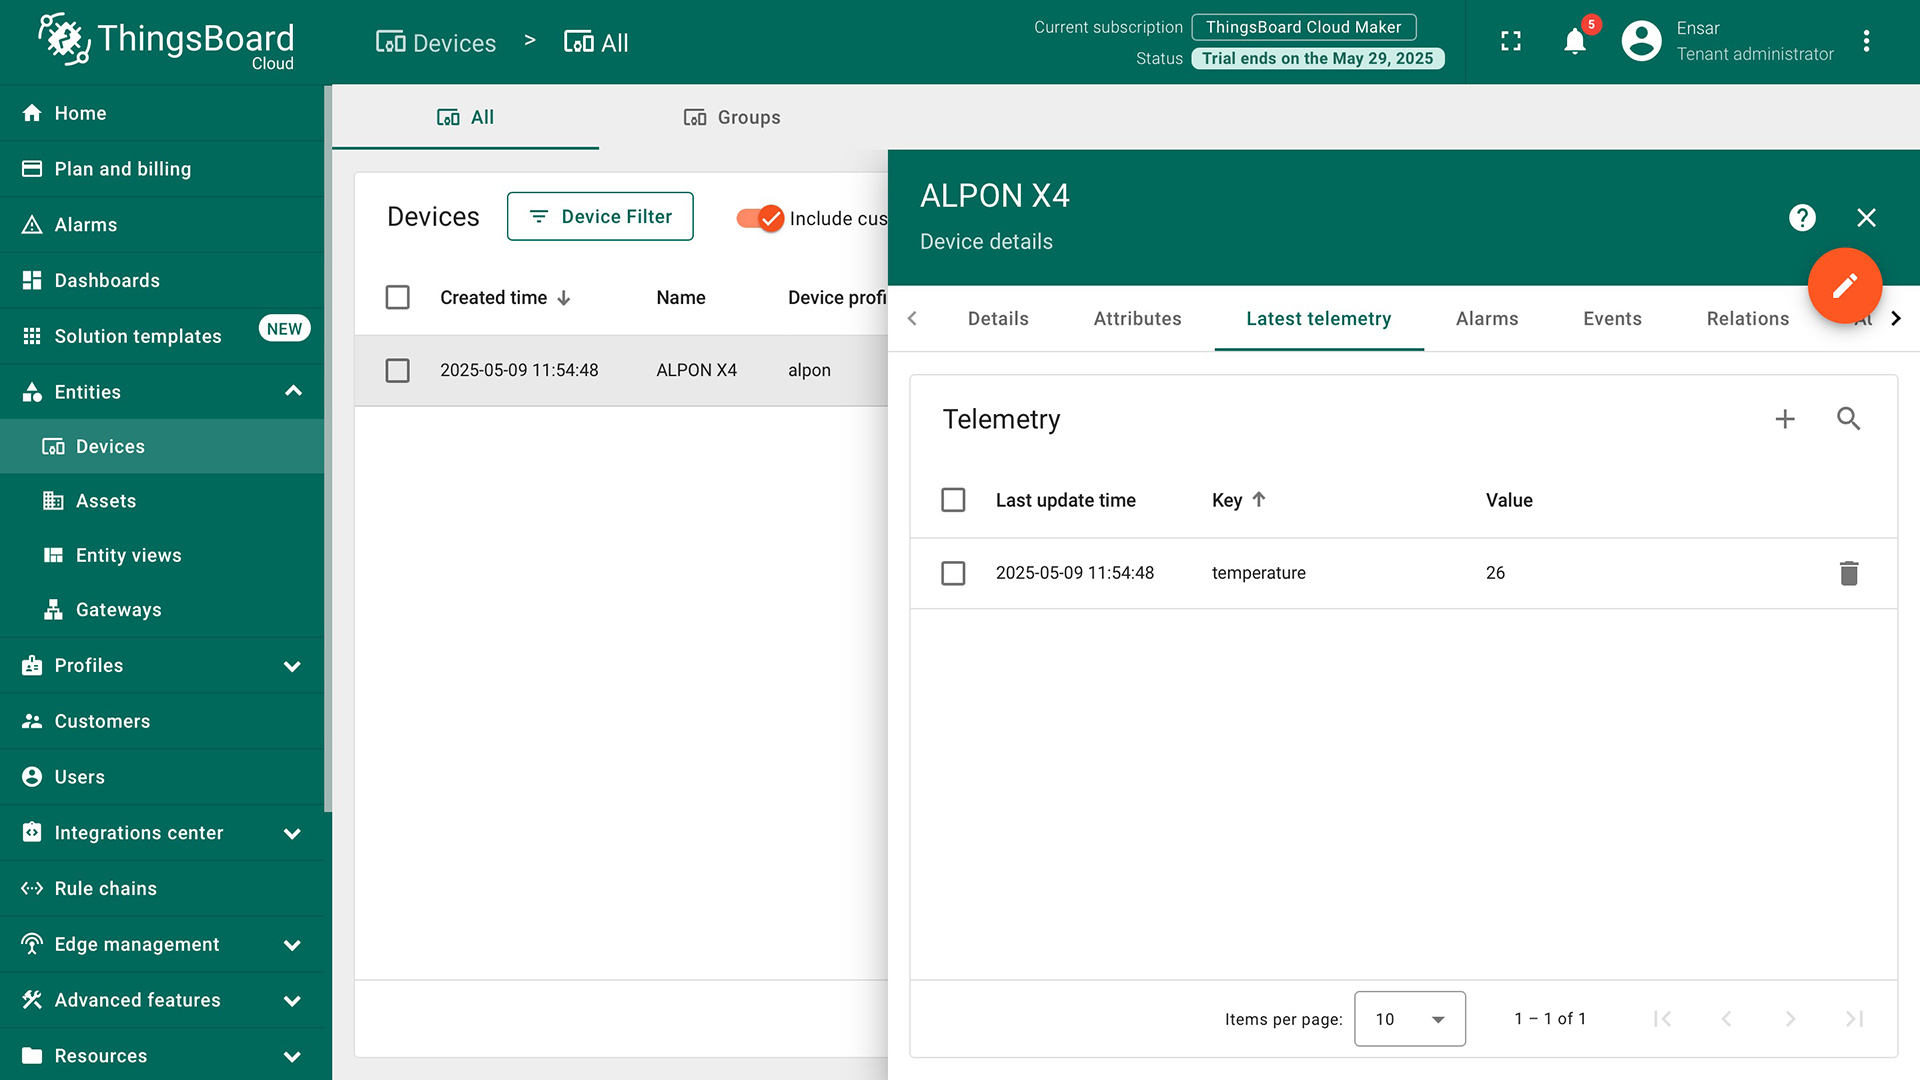 ThingsBoard
Cloud
Devices > All
Current subscription ThingsBoard Cloud Maker
Status Trial ends on the May 29, 2025
5
Ensar
Tenant administrator
Home
Plan and billing
Alarms
Dashboards
Solution templates NEW
Entities
Devices
Assets
Entity views
Gateways
Profiles
Customers
Users
Integrations center
Rule chains
Edge management
Advanced features
Resources
All Groups
Devices Device Filter Include cus
Created time Name Device profi
2025-05-09 11:54:48 ALPON X4 alpon
ALPON X4
Device details
Details Attributes Latest telemetry Alarms Events Relations
Telemetry
Last update time Key Value
2025-05-09 11:54:48 temperature 26
Items per page: 10 1 – 1 of 1